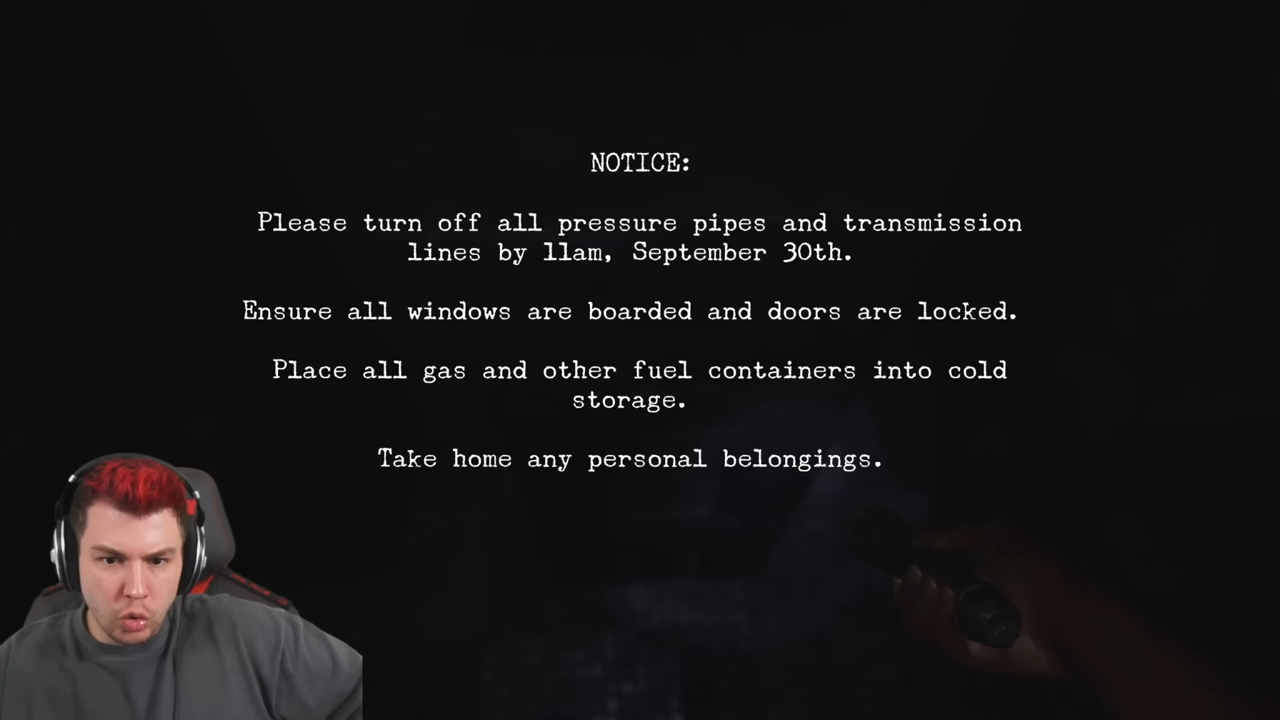 NOTICE:
Please turn off all pressure pipes and transmission
lines by 11am, September 30th.
Ensure all windows are boarded and doors are locked.
Place all gas and other fuel containers into cold
storage.
Take home any personal belongings.